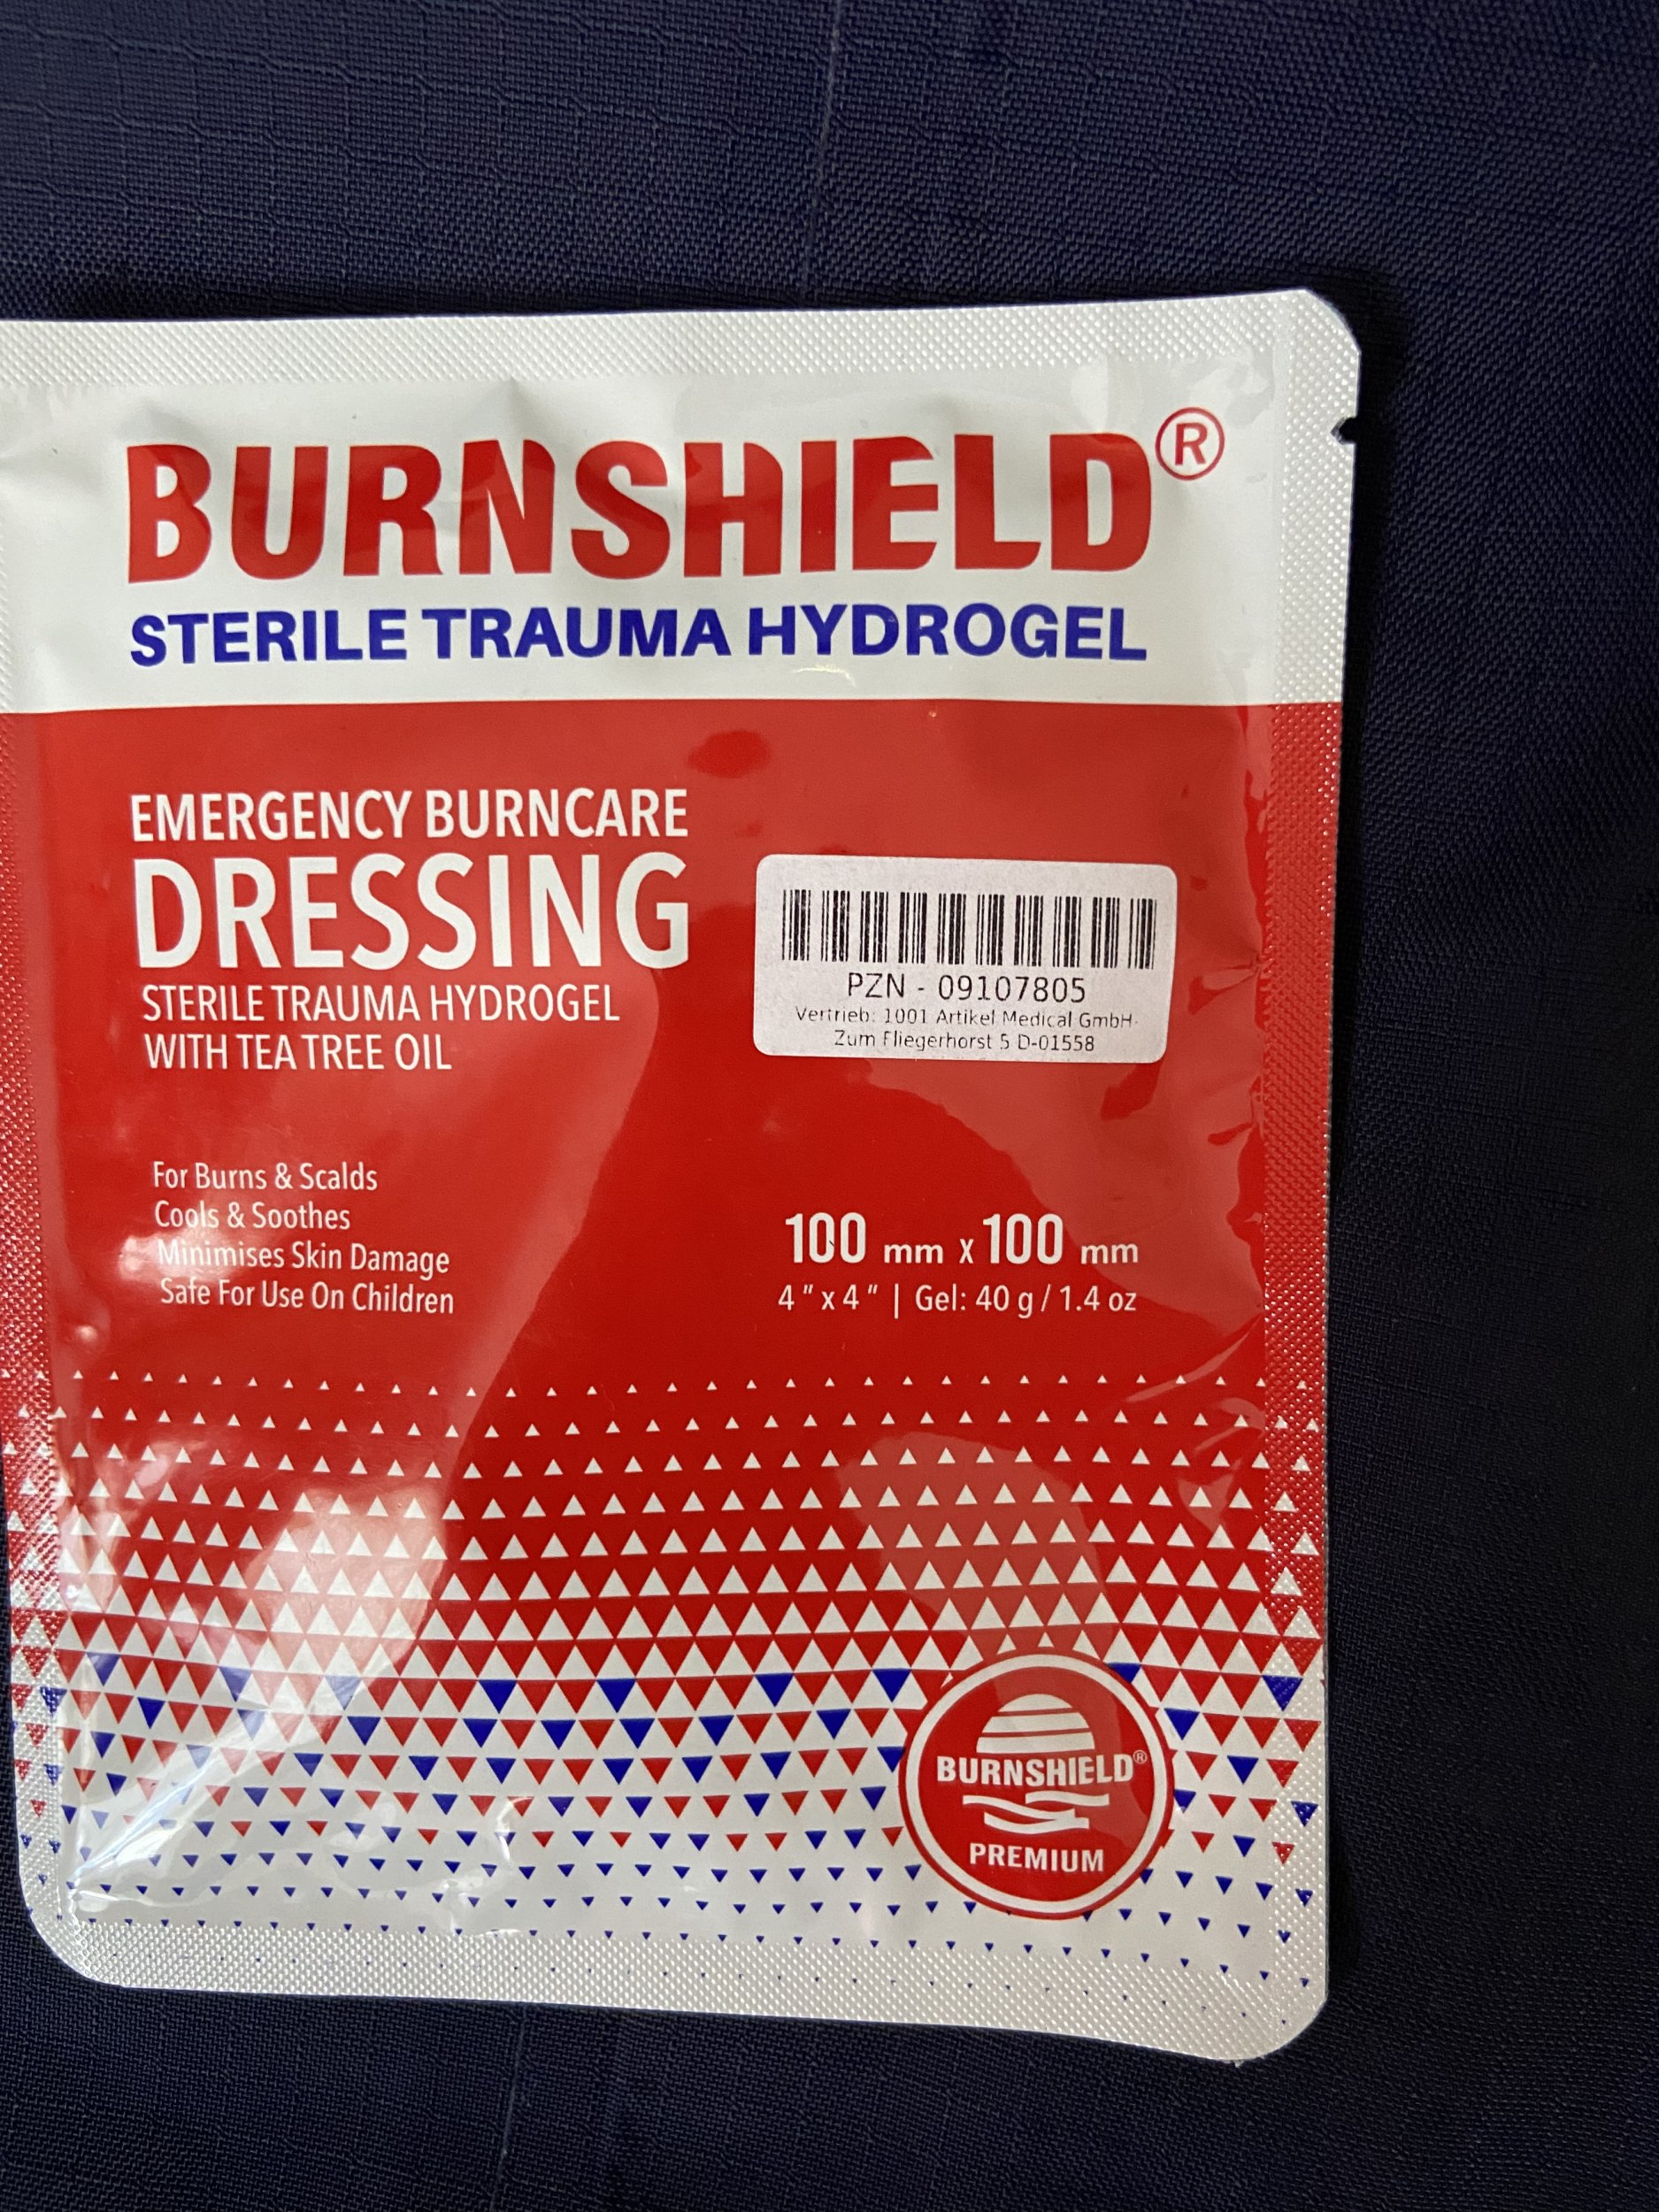 BURNSHIELD®
STERILE TRAUMA HYDROGEL
EMERGENCY BURNCARE
DRESSING
STERILE TRAUMA HYDROGEL
WITH TEA TREE OIL
PZN - 09107805
Vertrieb: 1001 Artikel Medical GmbH-
Zum Fliegerhorst 5 D-01558
For Burns & Scalds
Cools & Soothes
Minimises Skin Damage
Safe For Use On Children
100 mm x 100 mm
4" x 4" | Gel: 40 g / 1.4 oz
BURNSHIELD®
PREMIUM